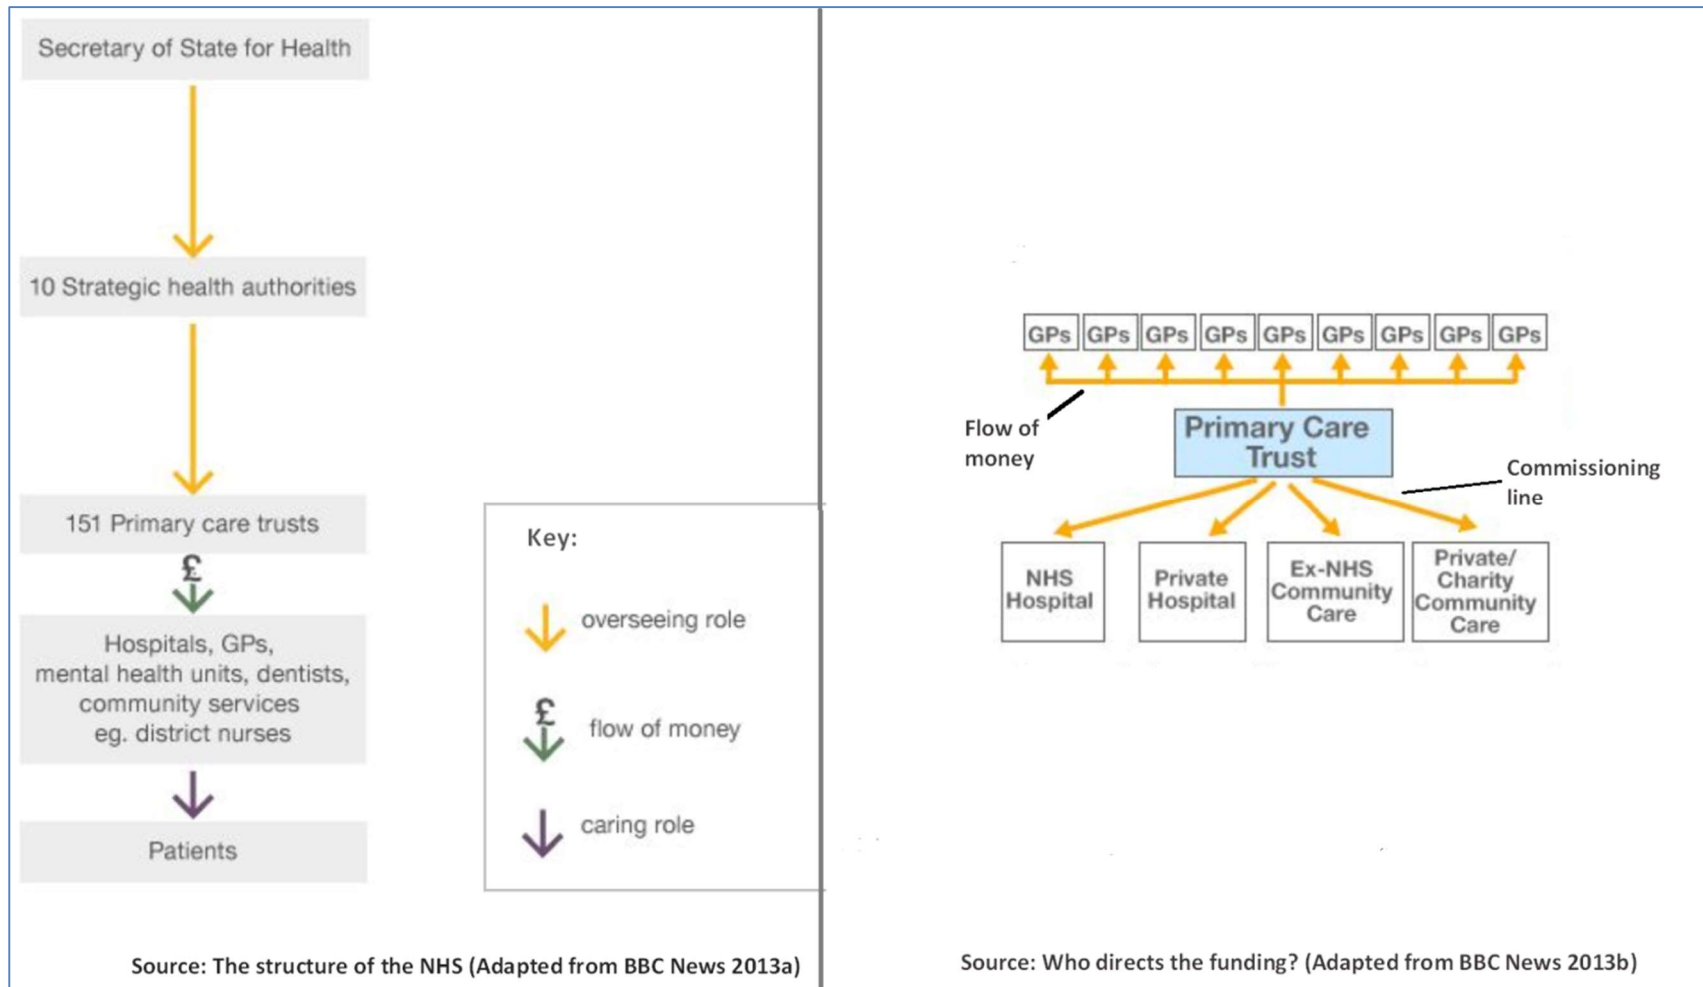 Secretary of State for Health
10 Strategic health authorities
151 Primary care trusts
£
Hospitals, GPs,
mental health units, dentists,
community services
eg. district nurses
Patients
Key:
overseeing role
£
flow of money
caring role
Source: The structure of the NHS (Adapted from BBC News 2013a)
GPs GPs GPs GPs GPs GPs GPs GPs GPs
Flow of
money
Primary Care
Trust
Commissioning
line
NHS
Hospital
Private
Hospital
Ex-NHS
Community
Care
Private/
Charity
Community
Care
Source: Who directs the funding? (Adapted from BBC News 2013b)